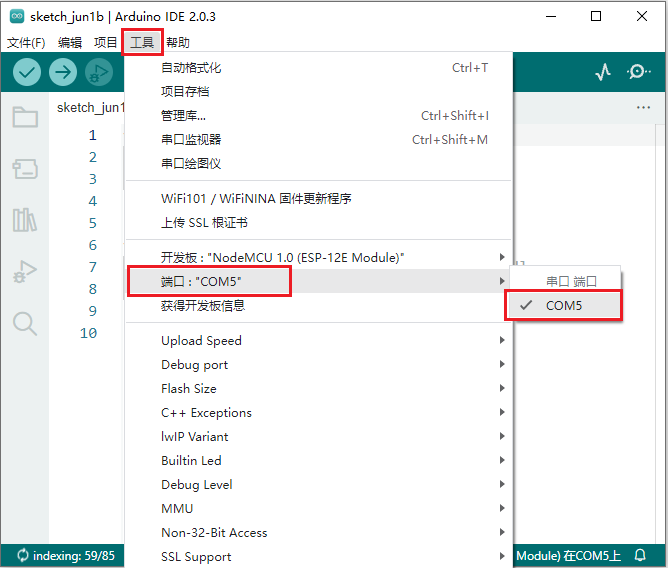 sketch_jun1b | Arduino IDE 2.0.3
文件(F) 编辑 项目 工具 帮助
自动格式化 Ctrl+T
项目存档
管理库... Ctrl+Shift+I
sketch_jun1
串口监视器 Ctrl+Shift+M
串口绘图仪
WiFi101 / WiFiNINA 固件更新程序
上传 SSL 根证书
开发板 : "NodeMCU 1.0 (ESP-12E Module)"
端口 : "COM5"
串口 端口
COM5
获得开发板信息
Upload Speed
Debug port
Flash Size
C++ Exceptions
lwIP Variant
Builtin Led
Debug Level
MMU
Non-32-Bit Access
SSL Support
1
2
3
4
5
6
7
8
9
10
indexing: 59/85 Module) 在COM5上